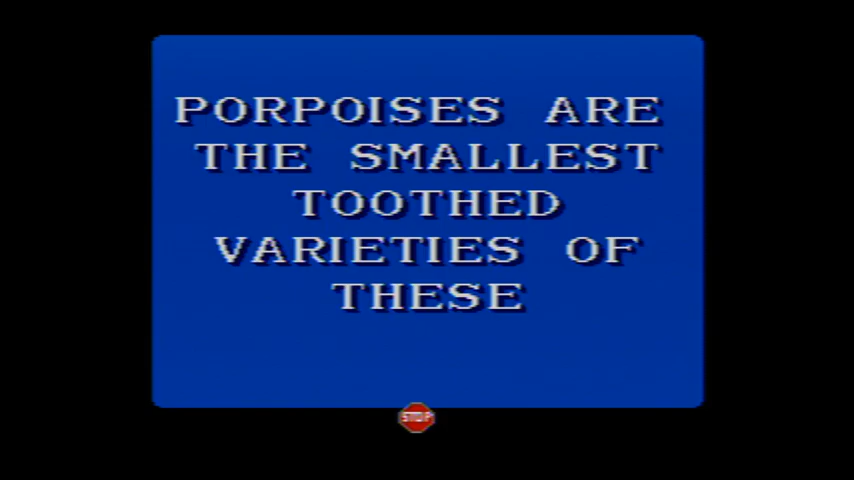 PORPOISES ARE
THE SMALLEST
TOOTHED
VARIETIES OF
THESE
STOP